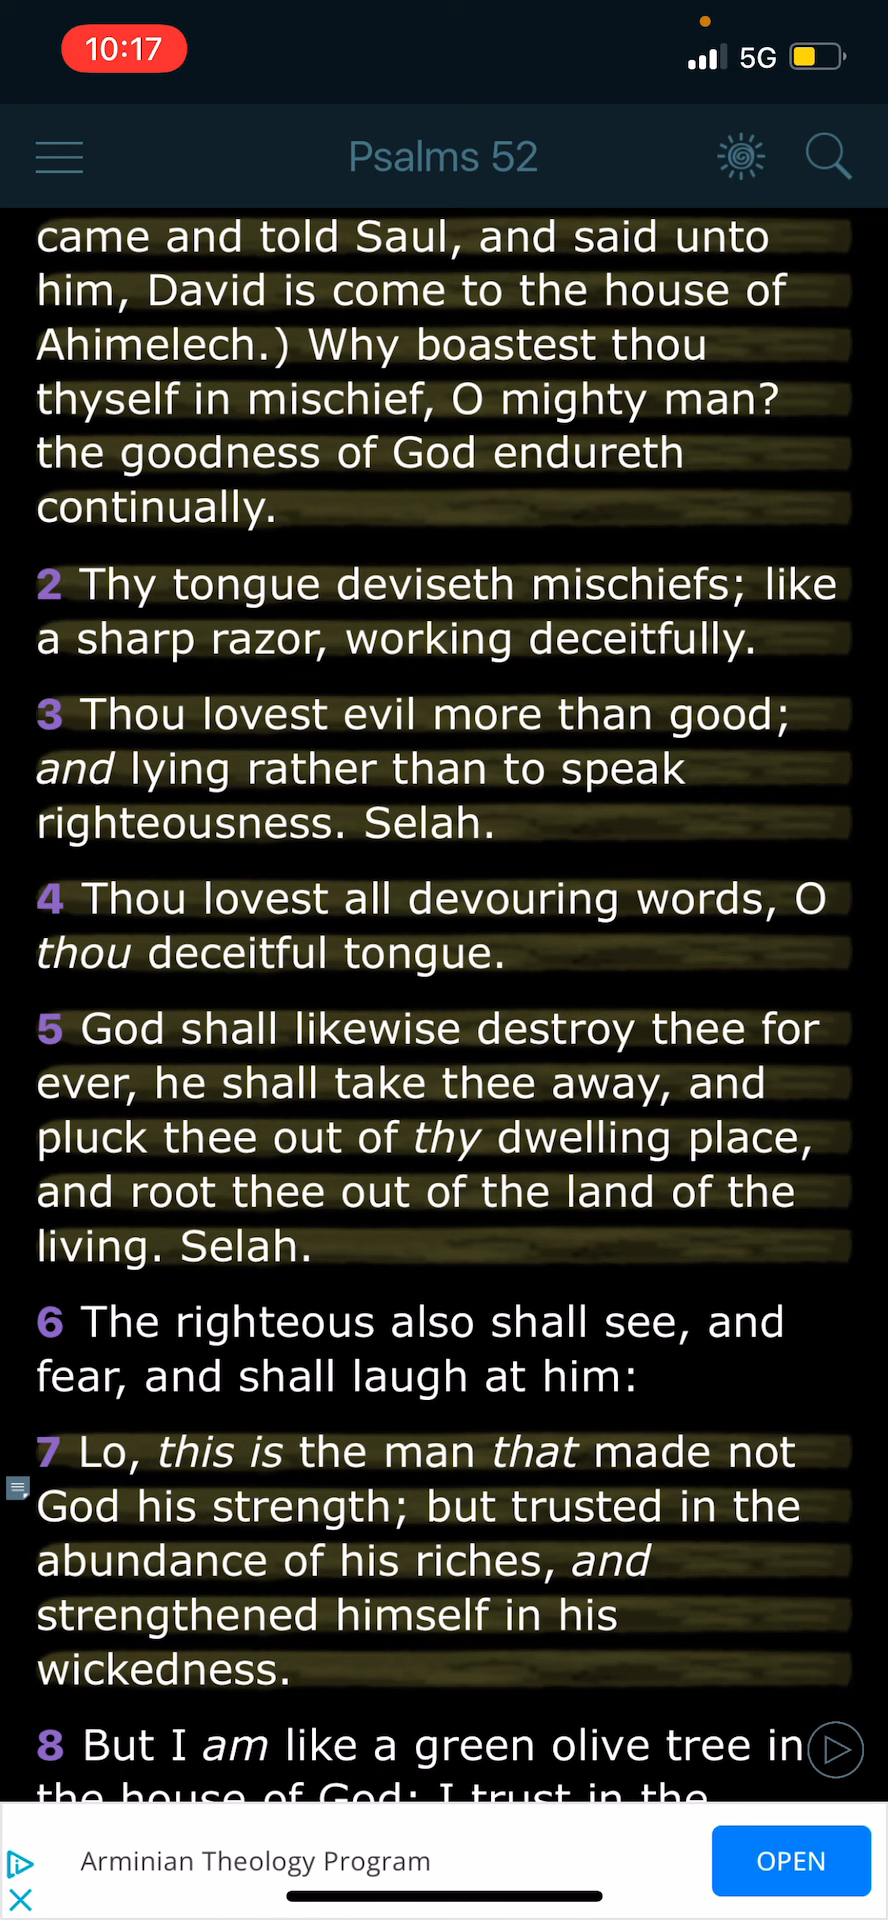 10:17
5G
Psalms 52
came and told Saul, and said unto
him, David is come to the house of
Ahimelech.) Why boastest thou
thyself in mischief, O mighty man?
the goodness of God endureth
continually.
2 Thy tongue deviseth mischiefs; like
a sharp razor, working deceitfully.
3 Thou lovest evil more than good;
and lying rather than to speak
righteousness. Selah.
4 Thou lovest all devouring words, O
thou deceitful tongue.
5 God shall likewise destroy thee for
ever, he shall take thee away, and
pluck thee out of thy dwelling place,
and root thee out of the land of the
living. Selah.
6 The righteous also shall see, and
fear, and shall laugh at him:
7 Lo, this is the man that made not
God his strength; but trusted in the
abundance of his riches, and
strengthened himself in his
wickedness.
8 But I am like a green olive tree in
the house of God: I trust in the
Arminian Theology Program
OPEN